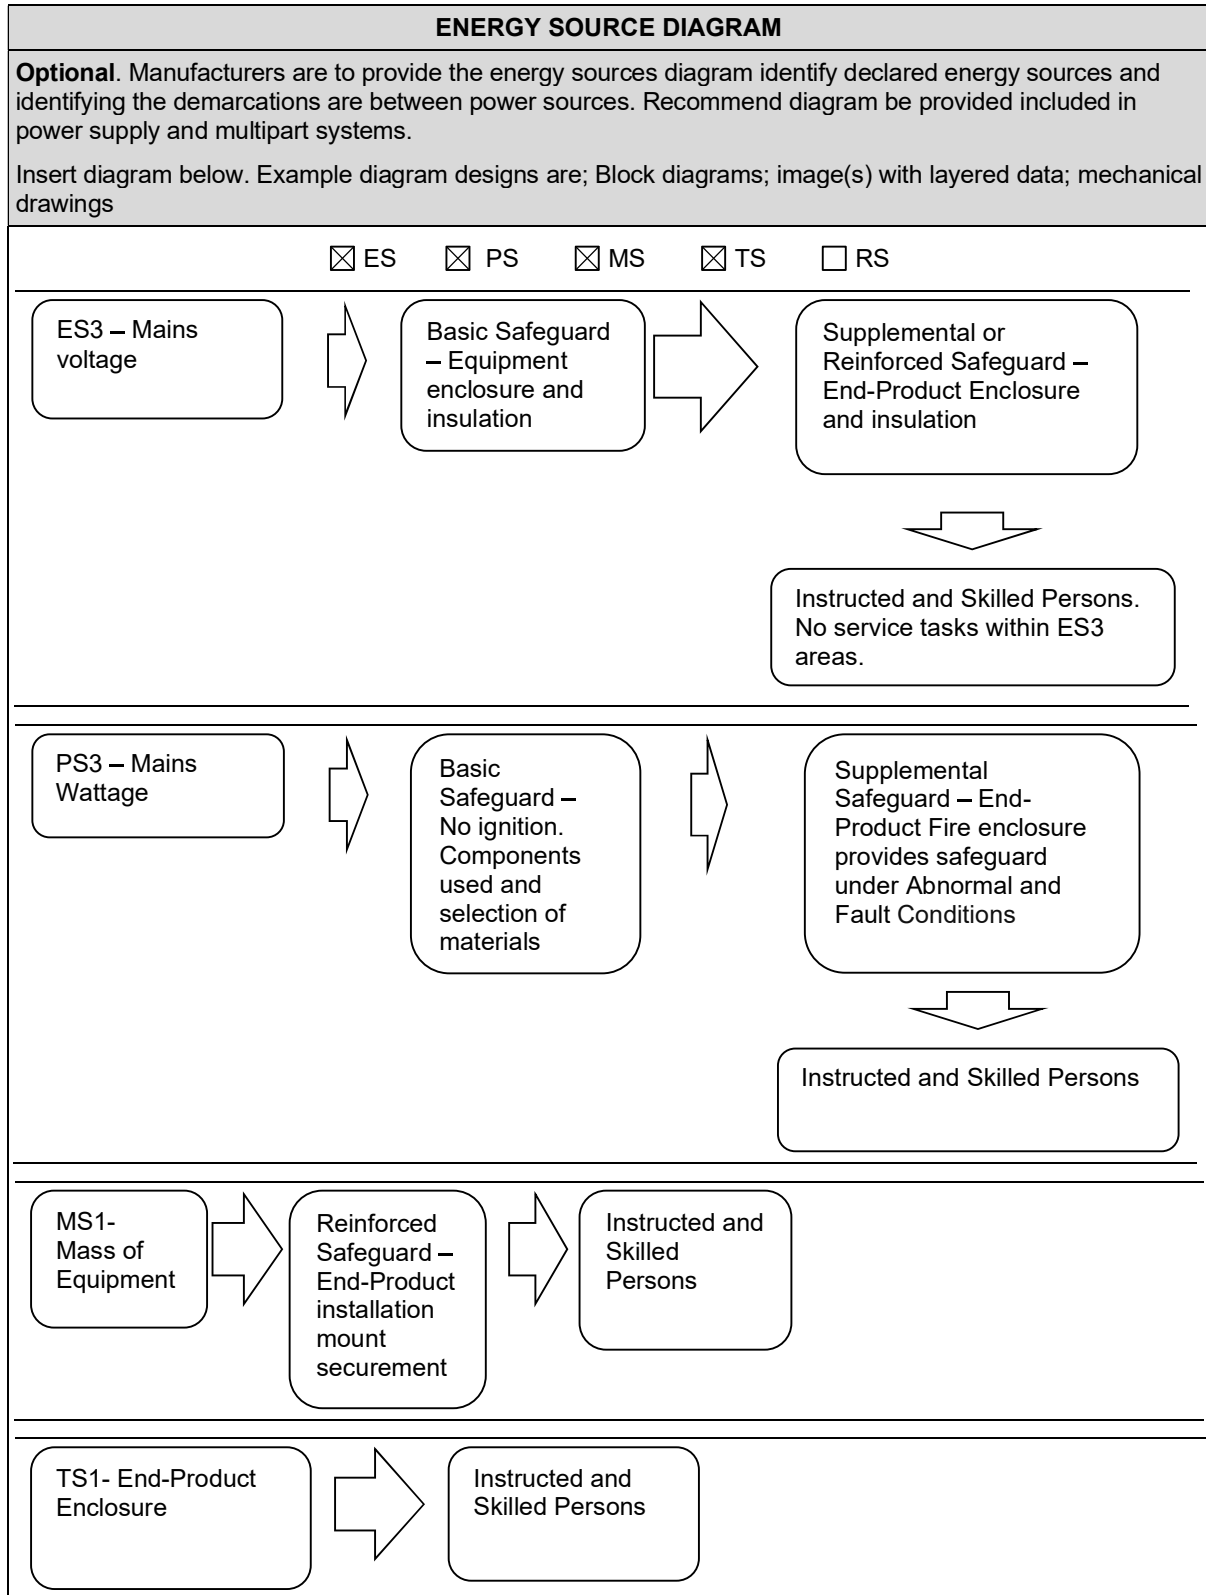 ENERGY SOURCE DIAGRAM
Optional. Manufacturers are to provide the energy sources diagram identify declared energy sources and
identifying the demarcations are between power sources. Recommend diagram be provided included in
power supply and multipart systems.
Insert diagram below. Example diagram designs are; Block diagrams; image(s) with layered data; mechanical
drawings
☒ ES ☒ PS ☒ MS ☒ TS ☐ RS
ES3 – Mains
voltage
Basic Safeguard
– Equipment
enclosure and
insulation
Supplemental or
Reinforced Safeguard –
End-Product Enclosure
and insulation
Instructed and Skilled Persons.
No service tasks within ES3
areas.
PS3 – Mains
Wattage
Basic
Safeguard –
No ignition.
Components
used and
selection of
materials
Supplemental
Safeguard – End-
Product Fire enclosure
provides safeguard
under Abnormal and
Fault Conditions
Instructed and Skilled Persons
MS1-
Mass of
Equipment
Reinforced
Safeguard –
End-Product
installation
mount
securement
Instructed and
Skilled
Persons
TS1- End-Product
Enclosure
Instructed and
Skilled Persons